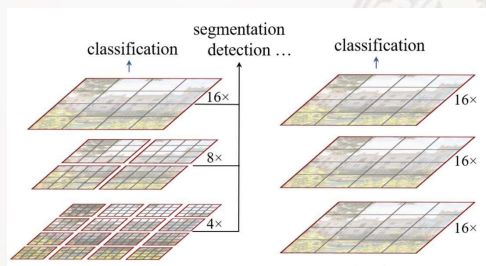 segmentation
classification
detection ...
classification
16×
8×
4×
16×
16×
16×